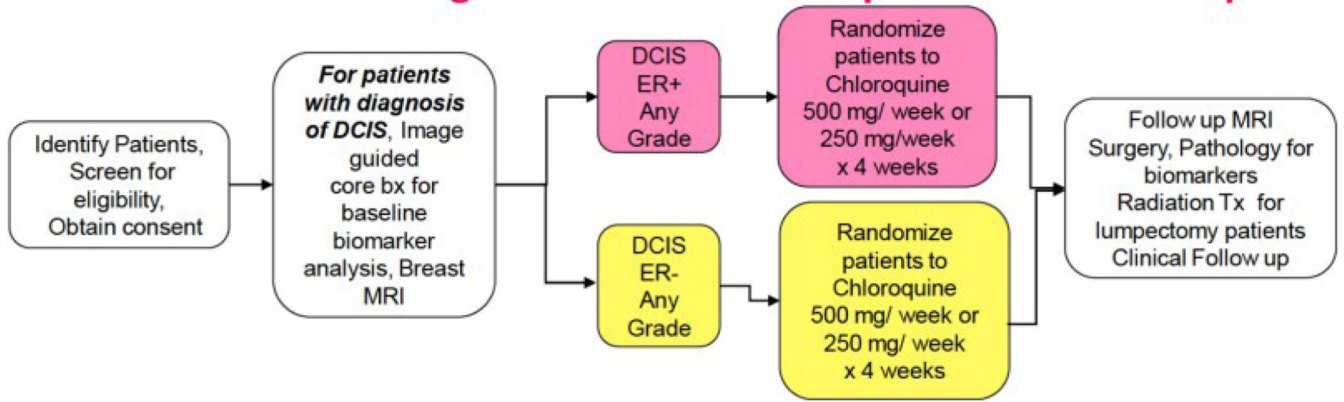 Identify Patients,
Screen for
eligibility,
Obtain consent
For patients
with diagnosis
of DCIS, Image
guided
core bx for
baseline
biomarker
analysis, Breast
MRI
DCIS
ER+
Any
Grade
Randomize
patients to
Chloroquine
500 mg/ week or
250 mg/week
x 4 weeks
DCIS
ER-
Any
Grade
Randomize
patients to
Chloroquine
500 mg/ week or
250 mg/ week
x 4 weeks
Follow up MRI
Surgery, Pathology for
biomarkers
Radiation Tx for
lumpectomy patients
Clinical Follow up